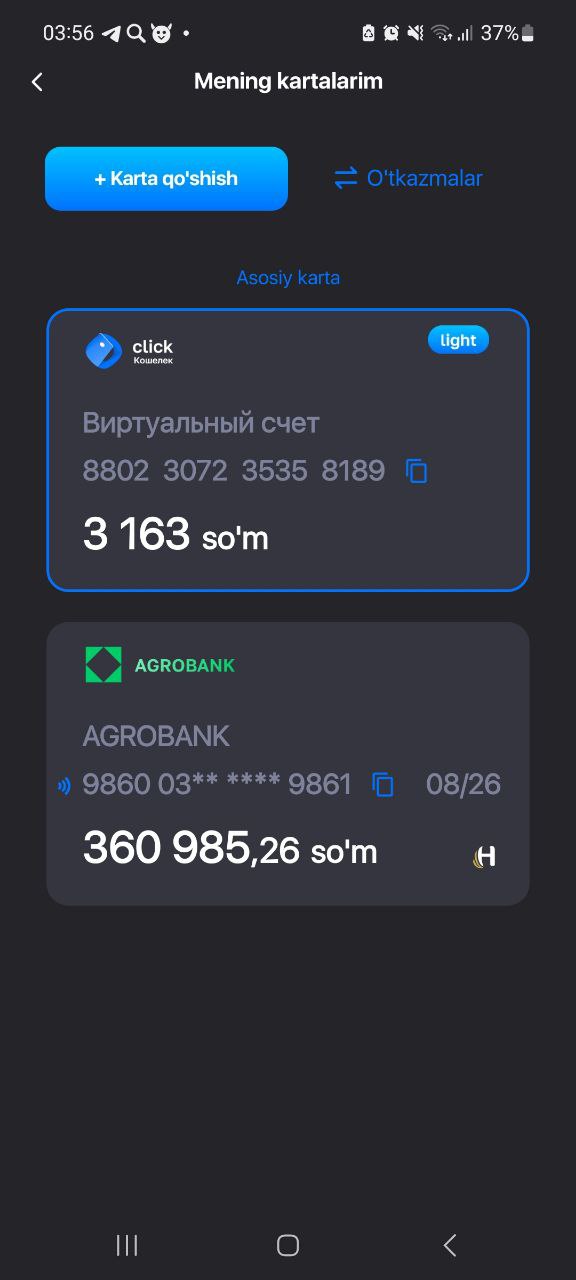 03:56 37%
Mening kartalarim
+ Karta qo'shish O'tkazmalar
Asosiy karta
click light
Кошелек
Виртуальный счет
8802 3072 3535 8189
3 163 so'm
AGROBANK
AGROBANK
9860 03** **** 9861 08/26
360 985,26 so'm
H